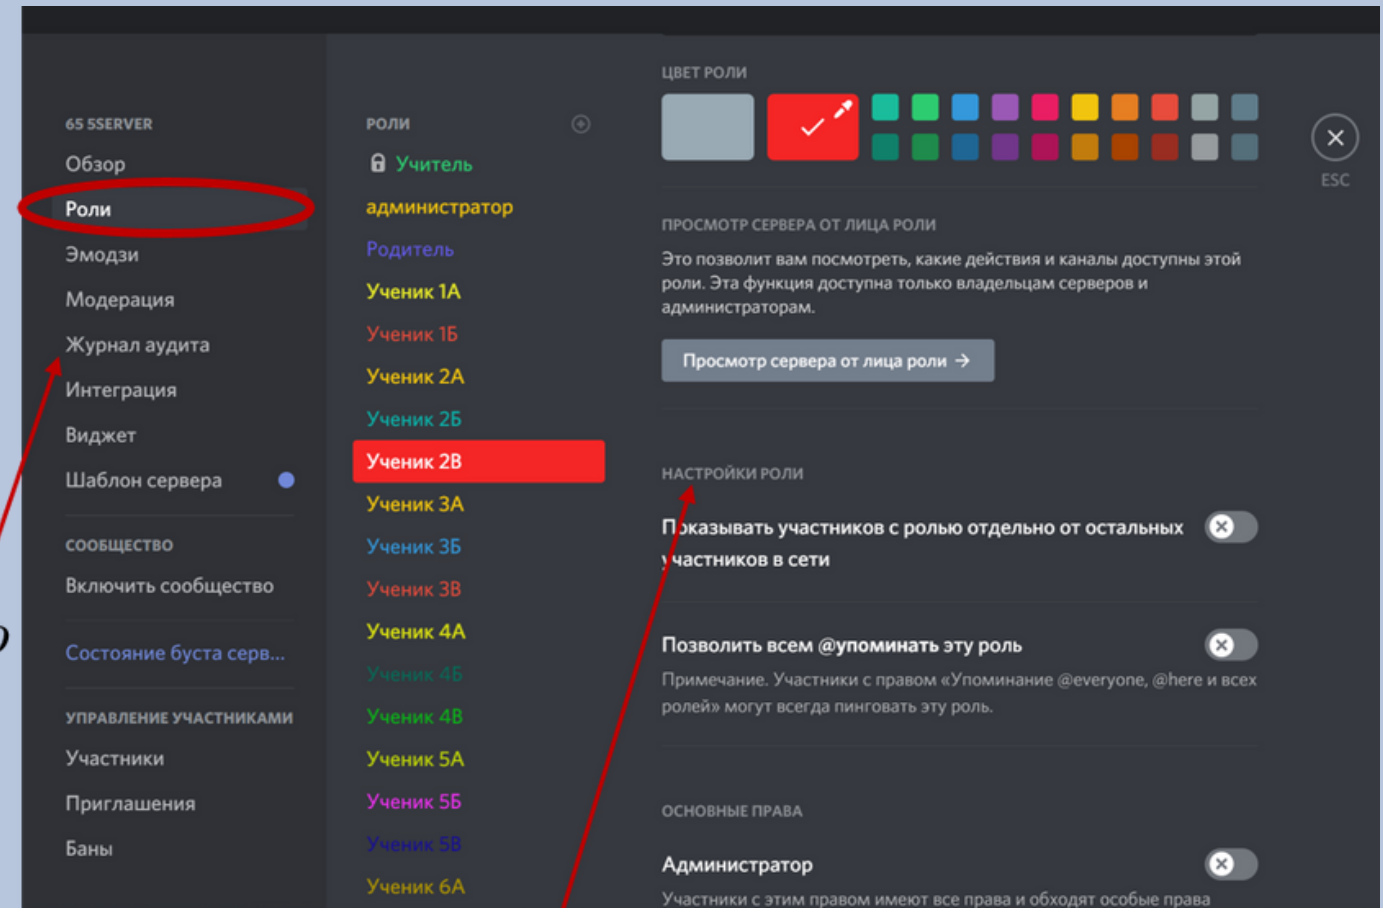 65 5SERVER
Обзор
Роли
Эмодзи
Модерация
Журнал аудита
Интеграция
Виджет
Шаблон сервера
СООБЩЕСТВО
Включить сообщество
Состояние буста серв...
УПРАВЛЕНИЕ УЧАСТНИКАМИ
Участники
Приглашения
Баны
РОЛИ
Учитель
администратор
Родитель
Ученик 1А
Ученик 1Б
Ученик 2А
Ученик 2Б
Ученик 2В
Ученик 3А
Ученик 3Б
Ученик 3В
Ученик 4А
Ученик 4Б
Ученик 4В
Ученик 5А
Ученик 5Б
Ученик 5В
Ученик 6А
ЦВЕТ РОЛИ
ПРОСМОТР СЕРВЕРА ОТ ЛИЦА РОЛИ
Это позволит вам посмотреть, какие действия и каналы доступны этой
роли. Эта функция доступна только владельцам серверов и
администраторам.
Просмотр сервера от лица роли →
НАСТРОЙКИ РОЛИ
Показывать участников с ролью отдельно от остальных
участников в сети
Позволить всем @упоминать эту роль
Примечание. Участники с правом «Упоминание @everyone, @here и всех
ролей» могут всегда пинговать эту роль.
ОСНОВНЫЕ ПРАВА
Администратор
Участники с этим правом имеют все права и обходят особые права
ESC